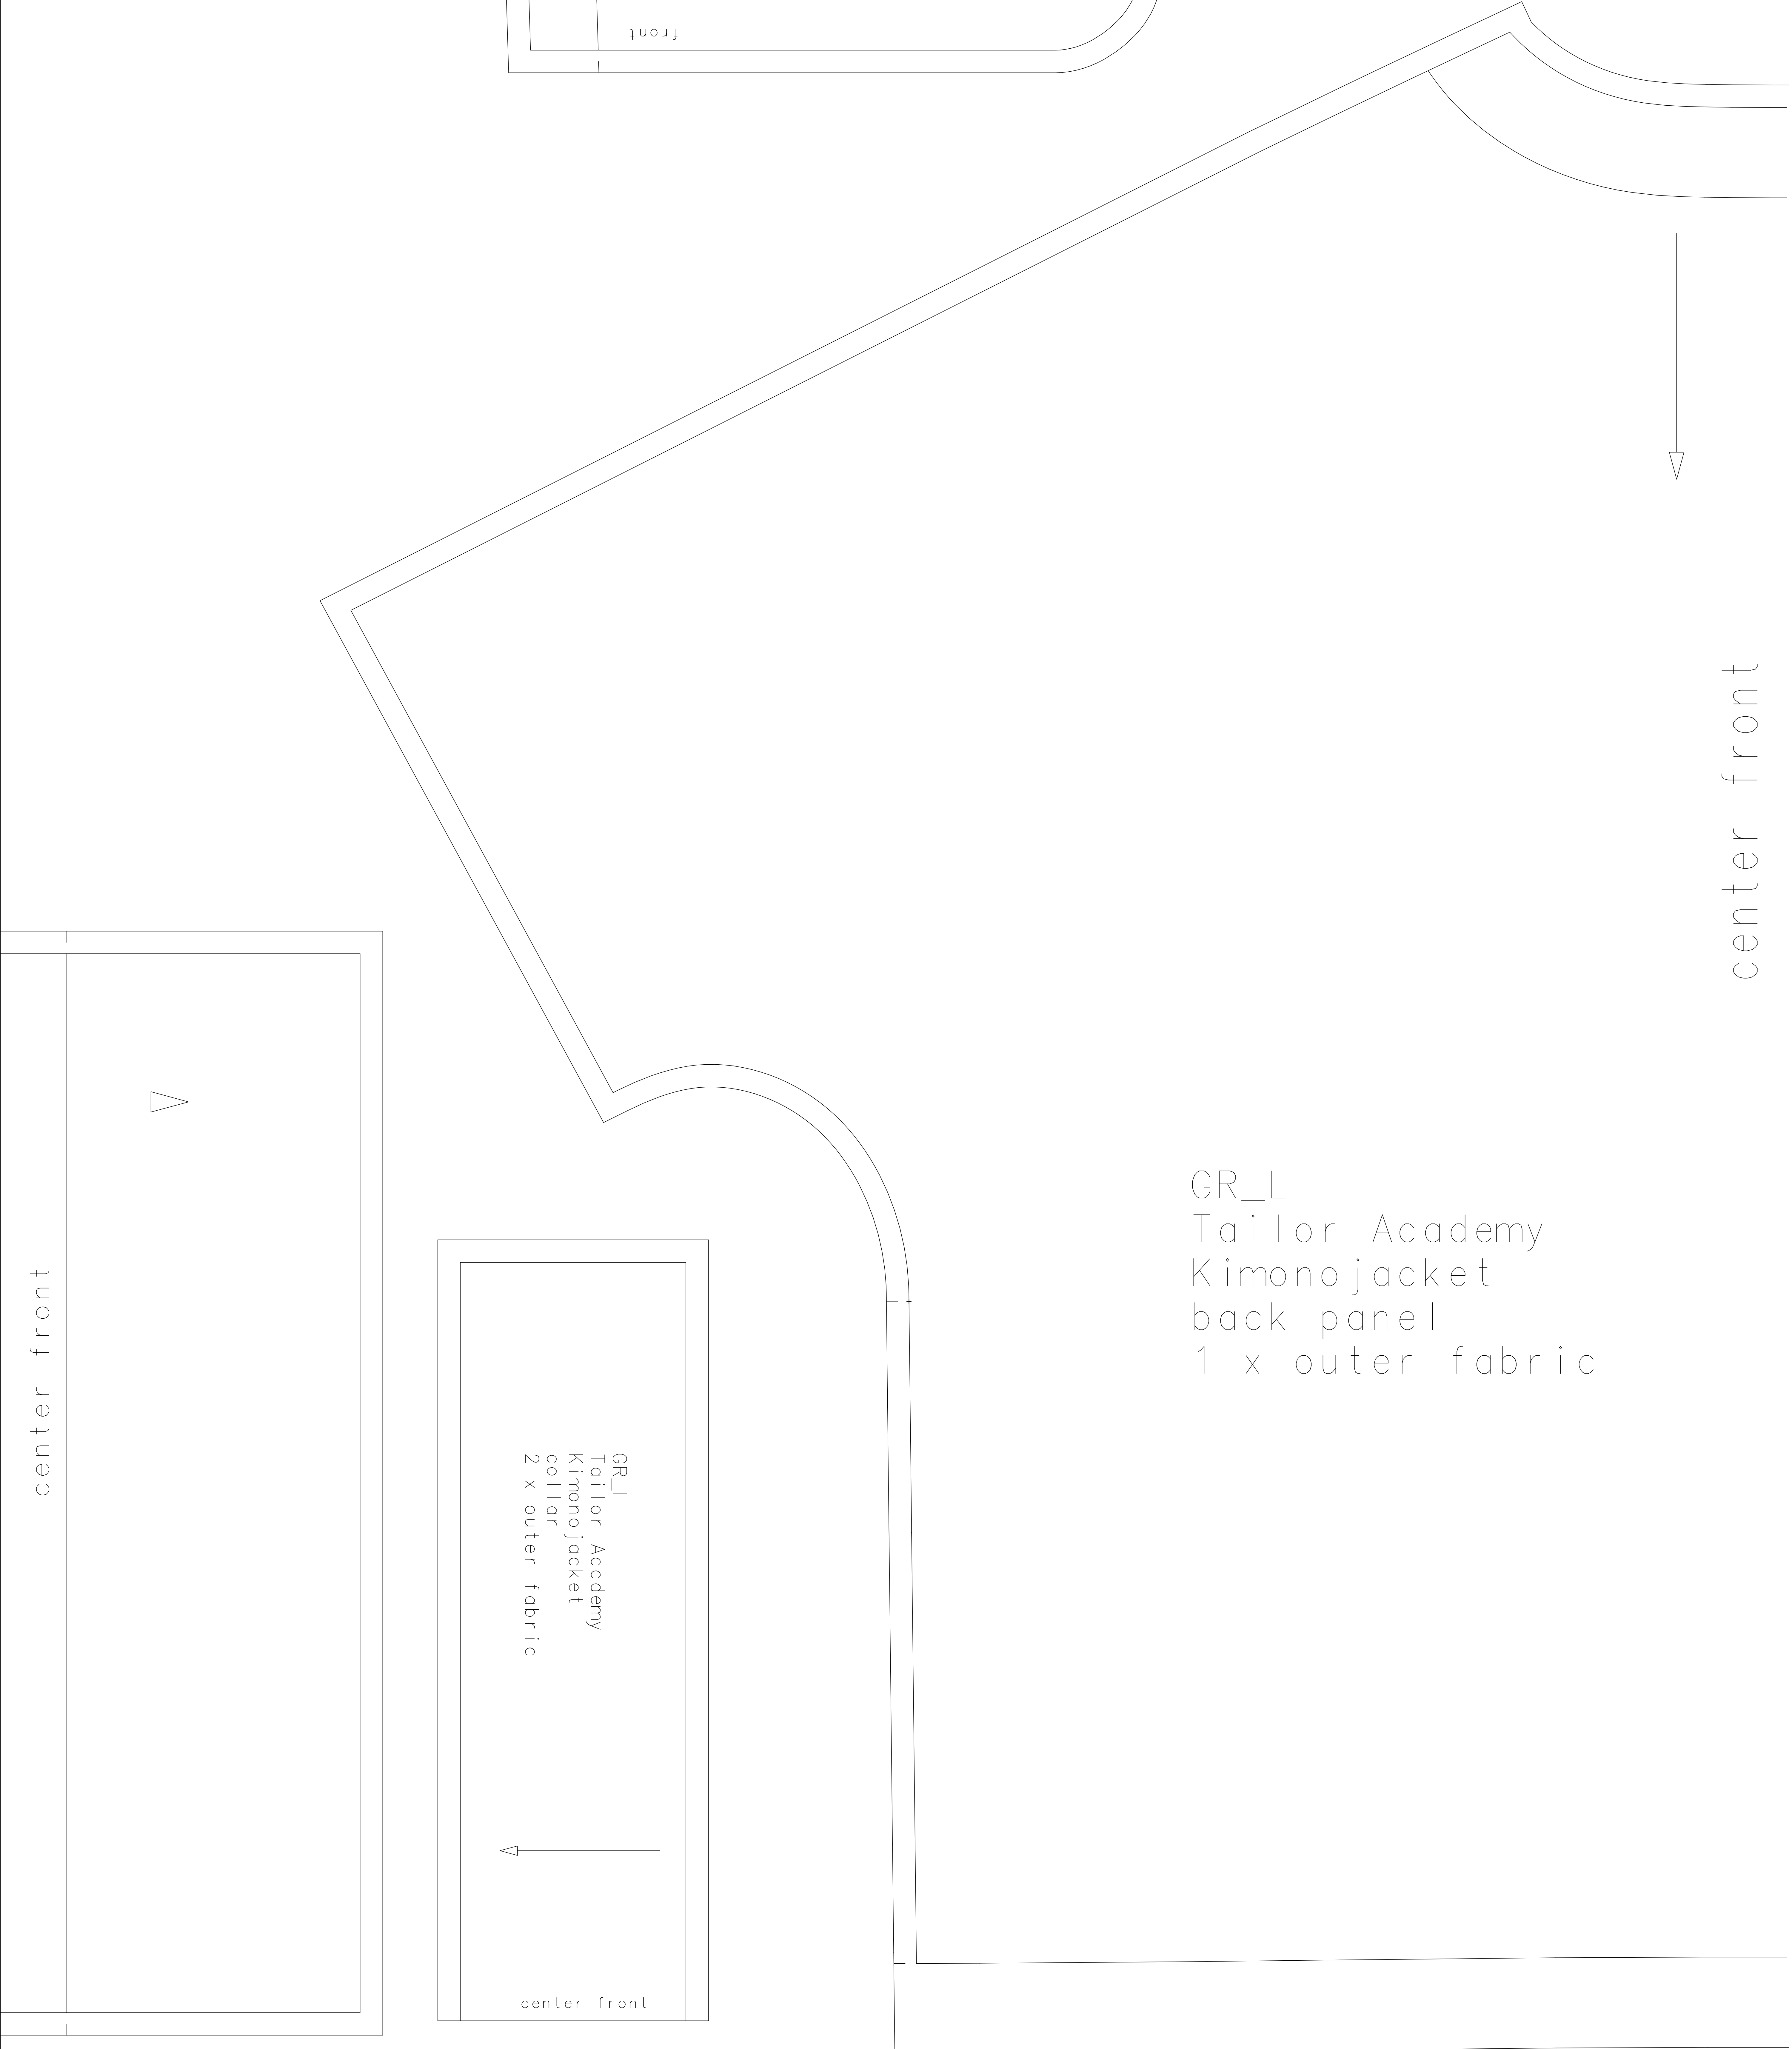 front
center front
GR_L
Tailor Academy
Kimonojacket
back panel
1 x outer fabric
center front
GR_L
Tailor Academy
Kimonojacket
collar
2 x outer fabric
center front